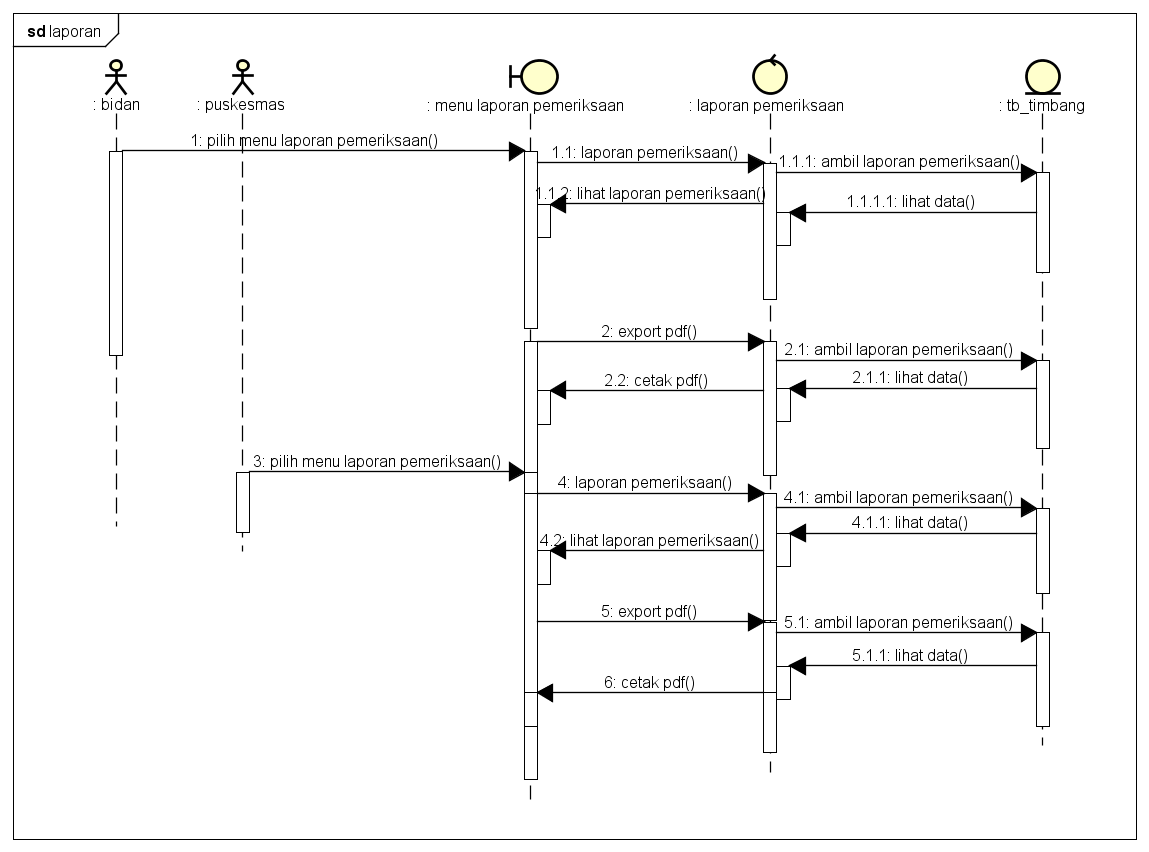 sd laporan
: bidan
: puskesmas
: menu laporan pemeriksaan
: laporan pemeriksaan
: tb_timbang
1: pilih menu laporan pemeriksaan()
1.1: laporan pemeriksaan()
1.1.1: ambil laporan pemeriksaan()
1.1.2: lihat laporan pemeriksaan()
1.1.1.1: lihat data()
2: export pdf()
2.1: ambil laporan pemeriksaan()
2.2: cetak pdf()
2.1.1: lihat data()
3: pilih menu laporan pemeriksaan()
4: laporan pemeriksaan()
4.1: ambil laporan pemeriksaan()
4.1.1: lihat data()
4.2: lihat laporan pemeriksaan()
5: export pdf()
5.1: ambil laporan pemeriksaan()
5.1.1: lihat data()
6: cetak pdf()